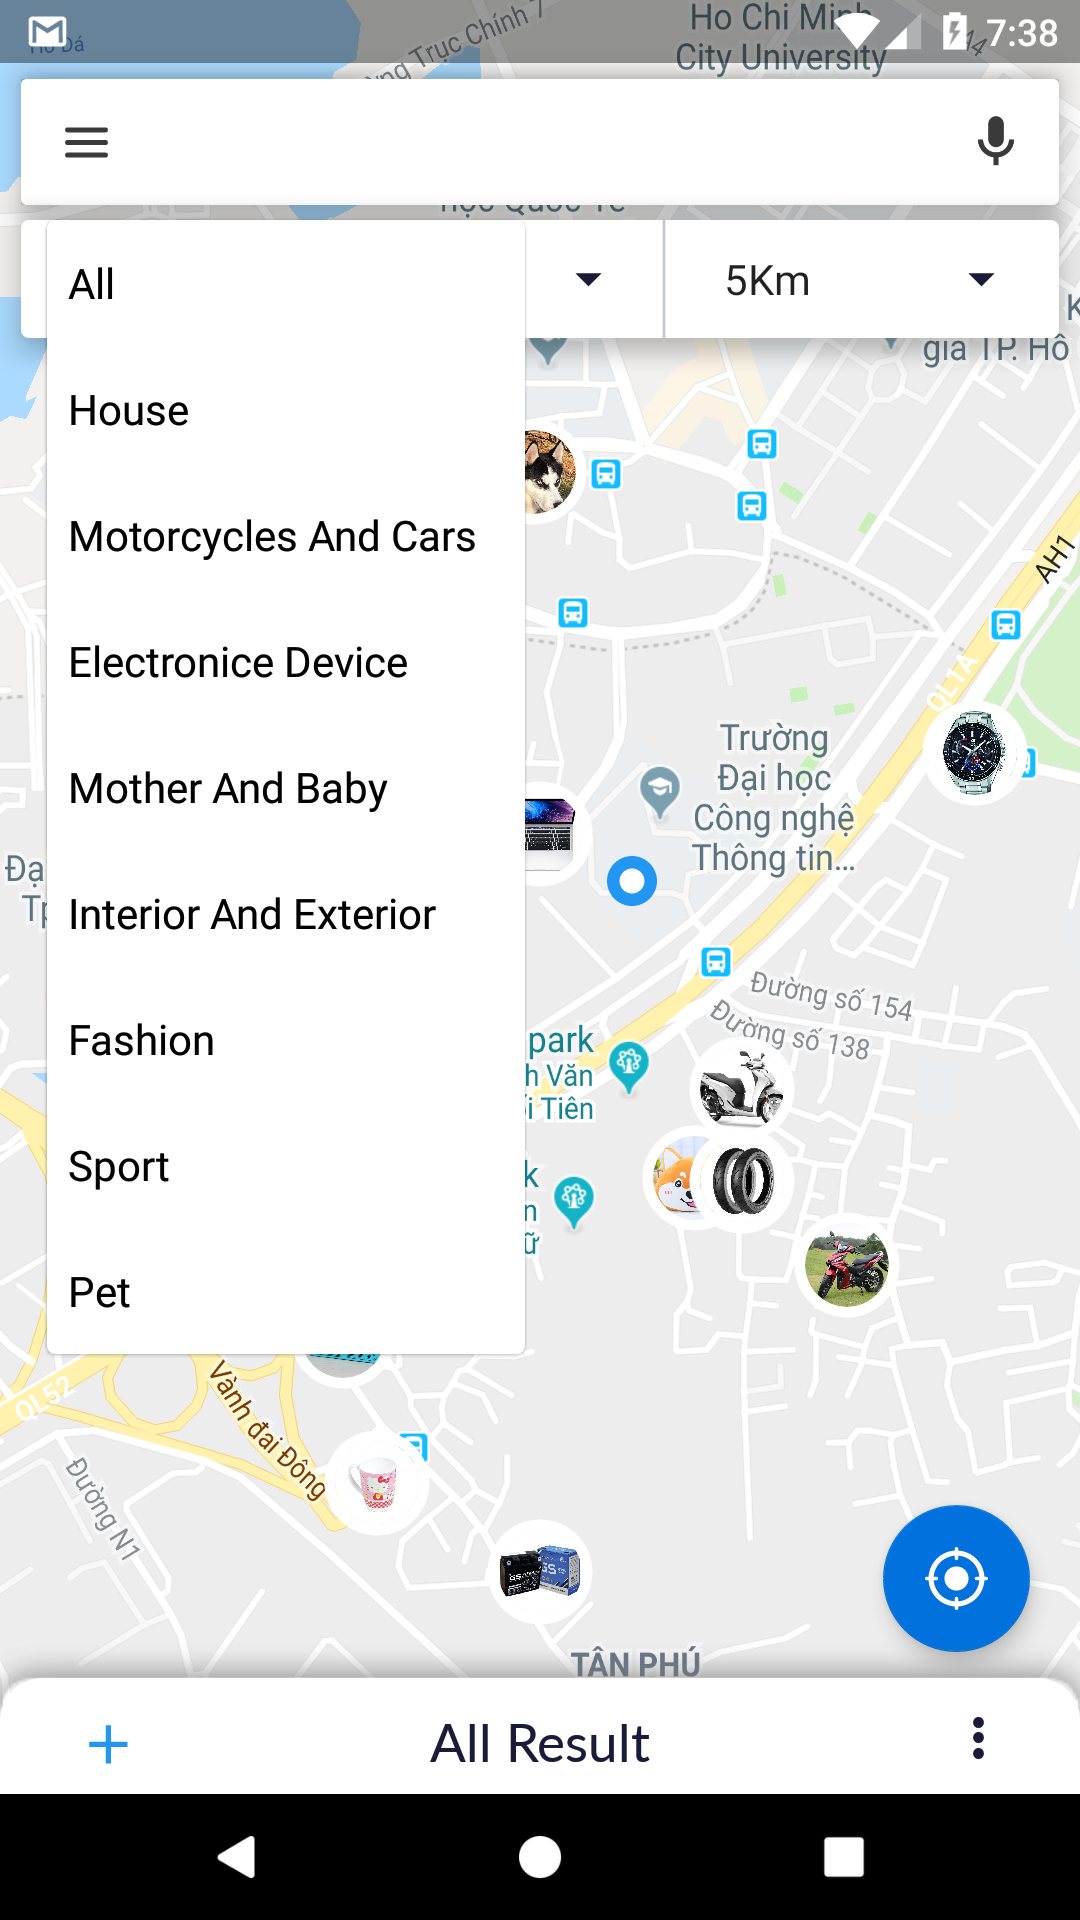 Ho Chi Minh
City University
7:38
ng Trục Chính 7
All
5Km
gia TP. Hồ
House
Motorcycles And Cars
AH1
Electronice Device
QL1A
Trường
Đại học
Công nghệ
Thông tin...
Mother And Baby
Interior And Exterior
Đường số 154
Đường số 138
park
h Văn
i Tiên
Fashion
Sport
Pet
QL52
Vành đai Đông
Đường N1
GS
GS
TÂN PHÚ
All Result